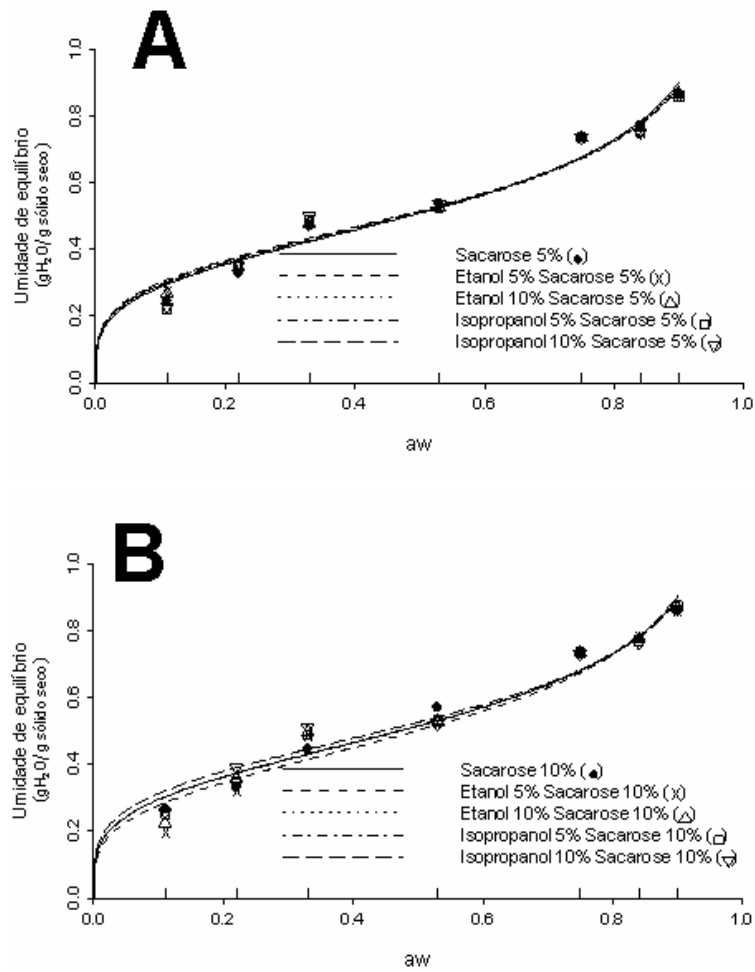 A
Umidade de equilíbrio
(gH₂O/ g sólido seco)
1.0
0.8
0.6
0.4
0.2
0.0
Sacarose 5% (●)
Etanol 5% Sacarose 5% (x)
Etanol 10% Sacarose 5% (△)
Isopropanol 5% Sacarose 5% (□)
Isopropanol 10% Sacarose 5% (▽)
0.0 0.2 0.4 0.6 0.8 1.0
aw
B
Umidade de equilíbrio
(gH₂O/ g sólido seco)
1.0
0.8
0.6
0.4
0.2
0.0
Sacarose 10% (●)
Etanol 5% Sacarose 10% (x)
Etanol 10% Sacarose 10% (△)
Isopropanol 5% Sacarose 10% (□)
Isopropanol 10% Sacarose 10% (▽)
0.0 0.2 0.4 0.6 0.8 1.0
aw